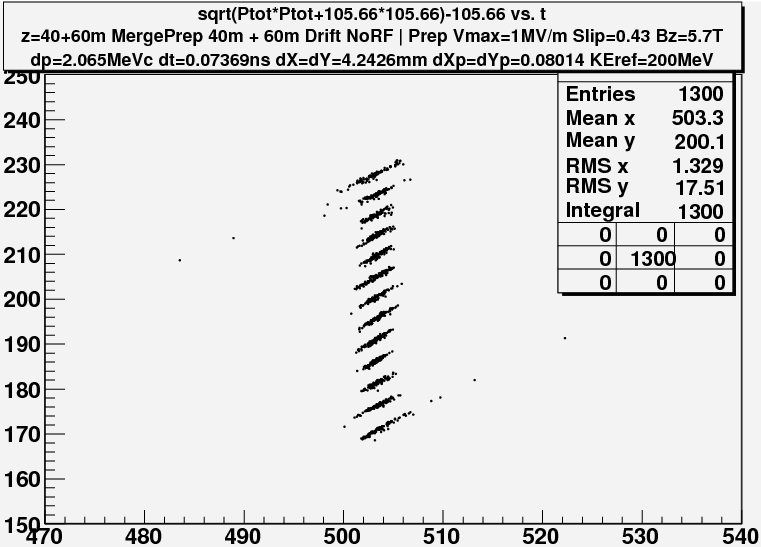 sqrt(Ptot*Ptot+105.66*105.66)-105.66 vs. t
z=40+60m MergePrep 40m + 60m Drift NoRF | Prep Vmax=1MV/m Slip=0.43 Bz=5.7T
dp=2.065MeVc dt=0.07369ns dX=dY=4.2426mm dXp=dYp=0.08014 KEref=200MeV
Entries 1300
Mean x 503.3
Mean y 200.1
RMS x 1.329
RMS y 17.51
Integral 1300
0 0 0
0 1300 0
0 0 0
250
240
230
220
210
200
190
180
170
160
150
470 480 490 500 510 520 530 540